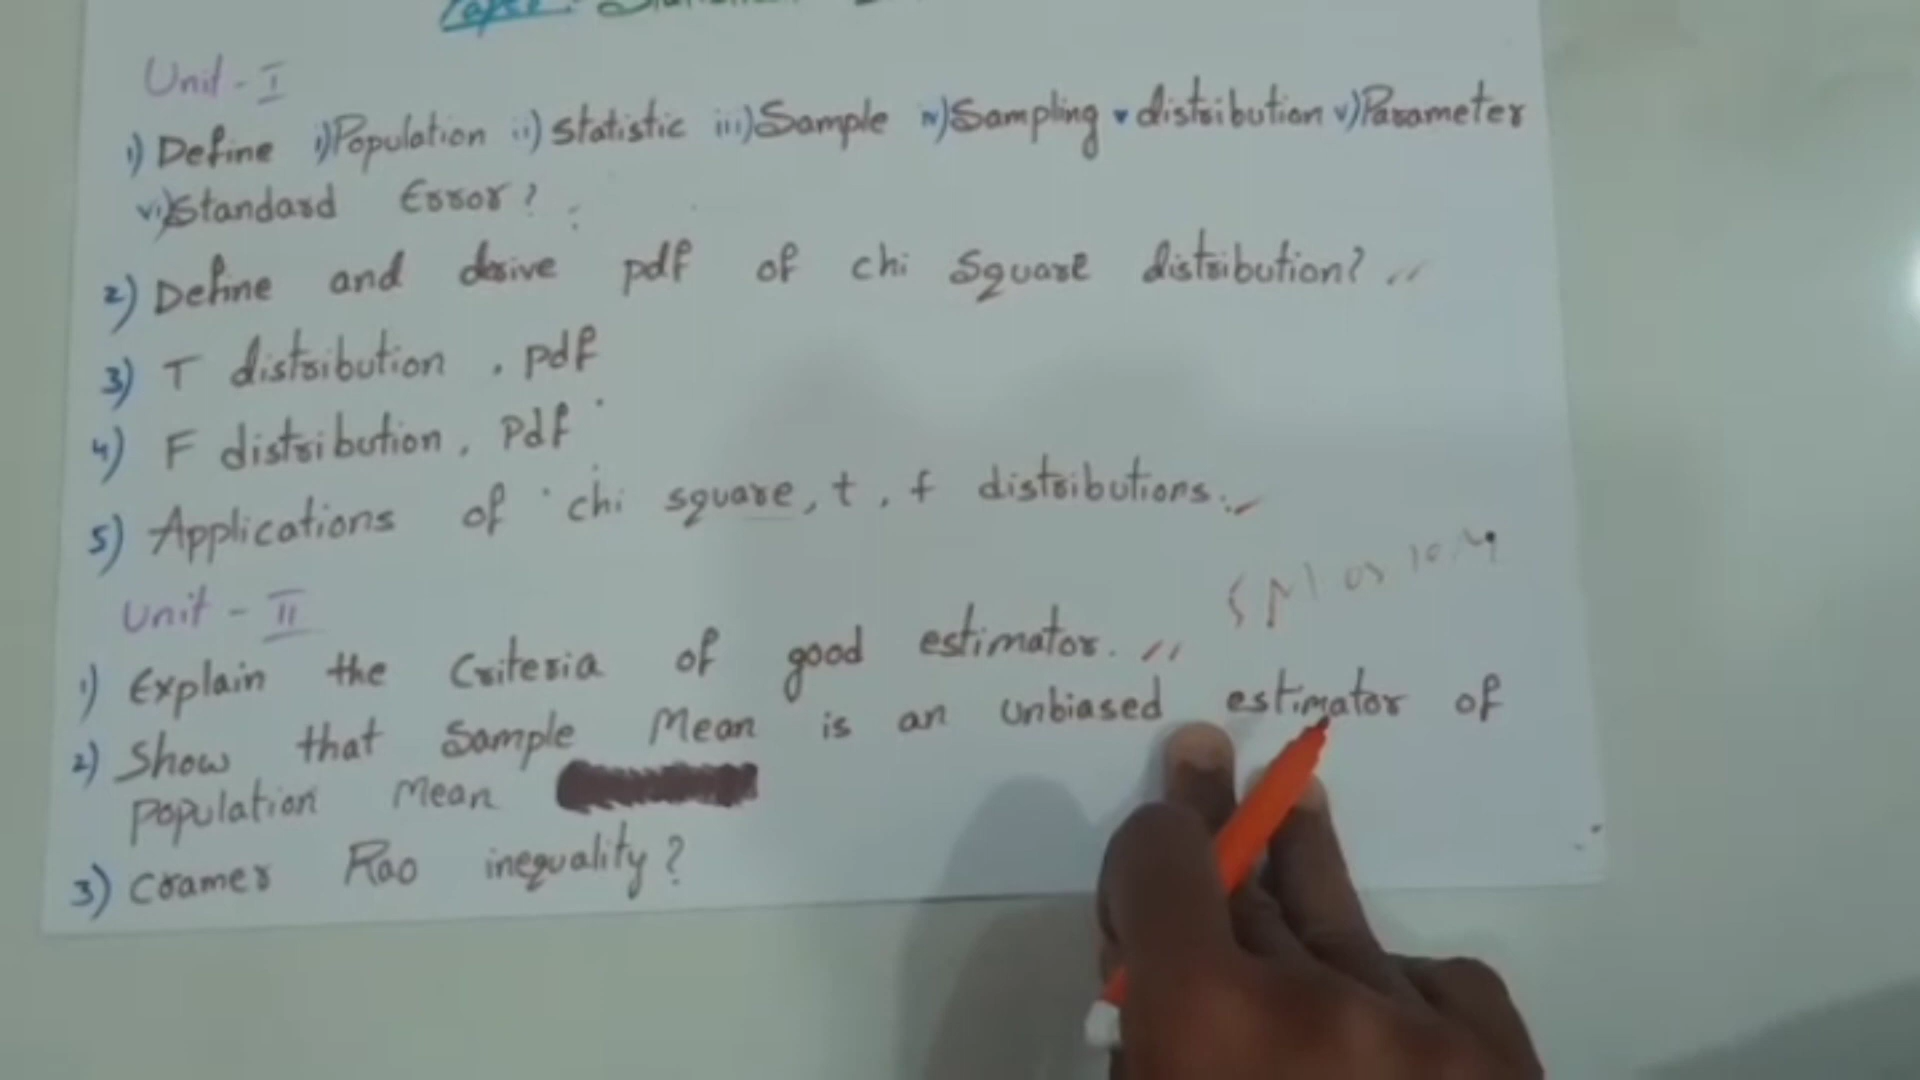 Paper:
Unit - I
1) Define i) Population ii) Statistic iii) Sample iv) Sampling distribution v) Parameter
vi) Standard Error?
2) Define and derive pdf of chi square distribution?
3) T distribution, pdf
4) F distribution, Pdf
5) Applications of chi square, t, f distributions.
Unit - II
1) Explain the Criteria of good estimator.
2) Show that Sample Mean is an unbiased estimator of
Population Mean
3) Cramer Rao inequality?